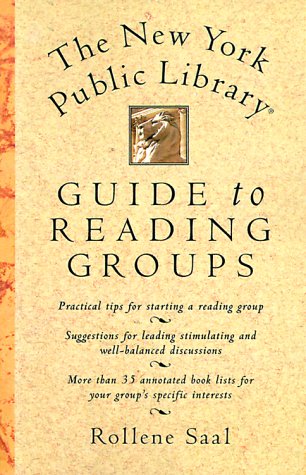 The New York
Public Library®
GUIDE to
READING
GROUPS
Practical tips for starting a reading group
Suggestions for leading stimulating and
well-balanced discussions
More than 35 annotated book lists for
your group's specific interests
Rollene Saal